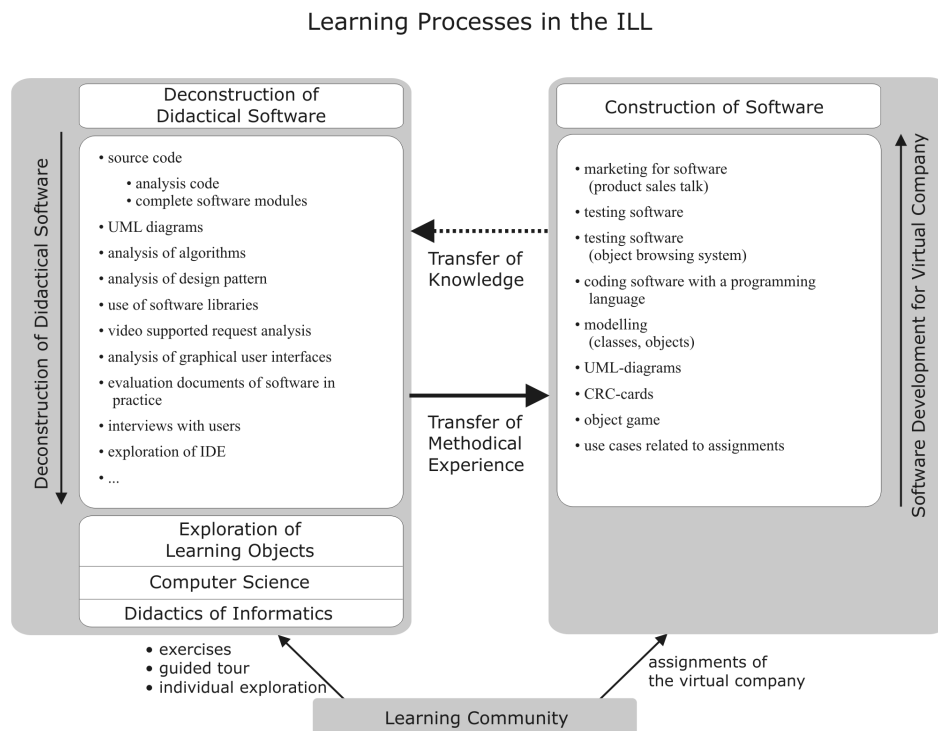 Learning Processes in the ILL
Deconstruction of Didactical Software
Deconstruction of
Didactical Software
• source code
• analysis code
• complete software modules
• UML diagrams
• analysis of algorithms
• analysis of design pattern
• use of software libraries
• video supported request analysis
• analysis of graphical user interfaces
• evaluation documents of software in
practice
• interviews with users
• exploration of IDE
• ...
Exploration of
Learning Objects
Computer Science
Didactics of Informatics
Transfer of
Knowledge
Transfer of
Methodical
Experience
Construction of Software
• marketing for software
(product sales talk)
• testing software
• testing software
(object browsing system)
• coding software with a programming
language
• modelling
(classes, objects)
• UML-diagrams
• CRC-cards
• object game
• use cases related to assignments
Software Development for Virtual Company
• exercises
• guided tour
• individual exploration
assignments of
the virtual company
Learning Community